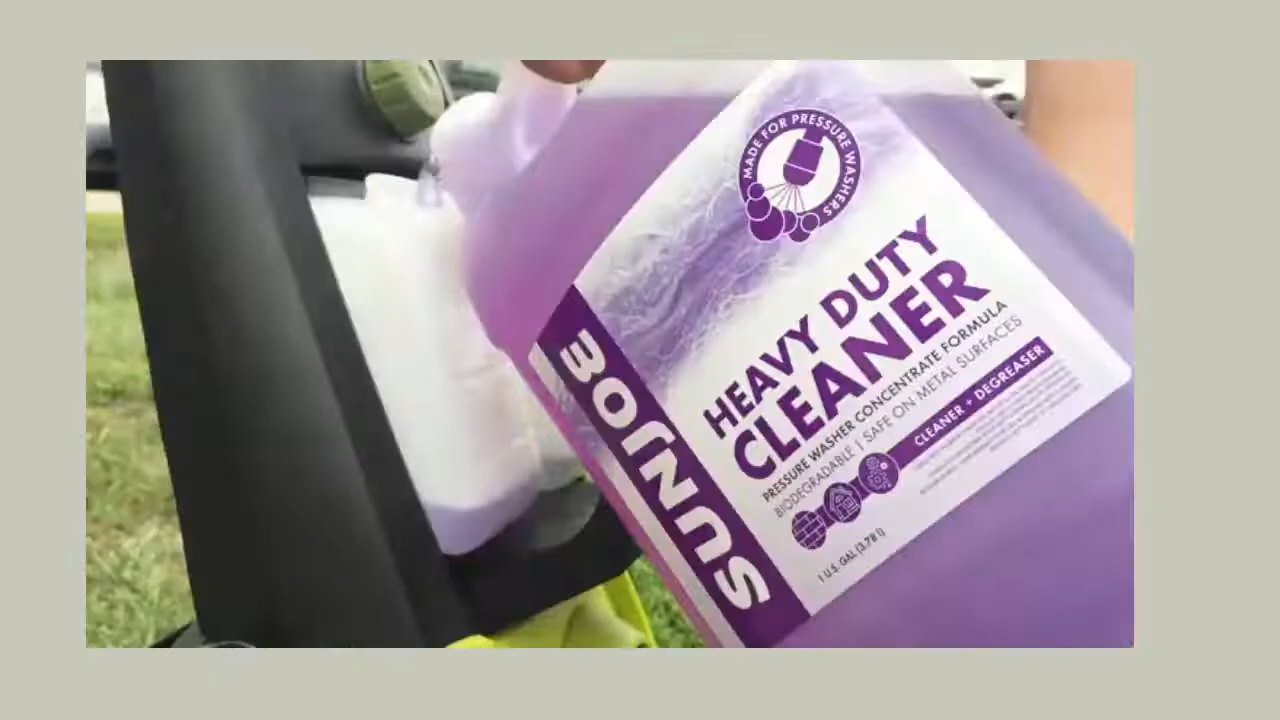 MADE FOR PRESSURE WASHERS
HEAVY DUTY
CLEANER
PRESSURE WASHER CONCENTRATE FORMULA
BIODEGRADABLE | SAFE ON METAL SURFACES
CLEANER + DEGREASER
1 U.S. GAL (3.78 l)
SUNJOE